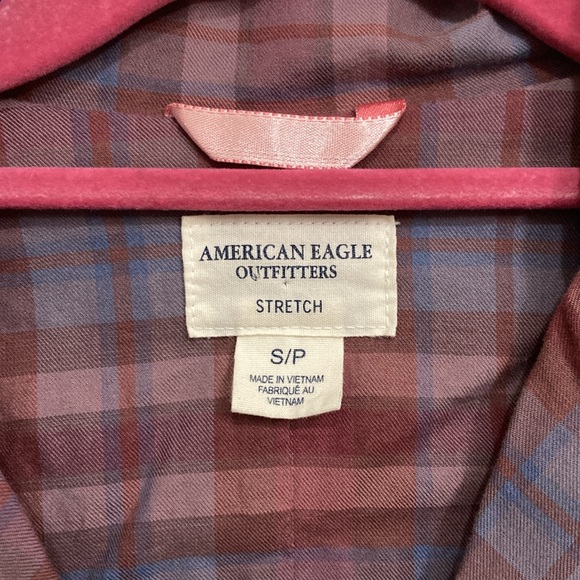 AMERICAN EAGLE
OUTFITTERS
STRETCH
S/P
MADE IN VIETNAM
FABRIQUÉ AU
VIETNAM